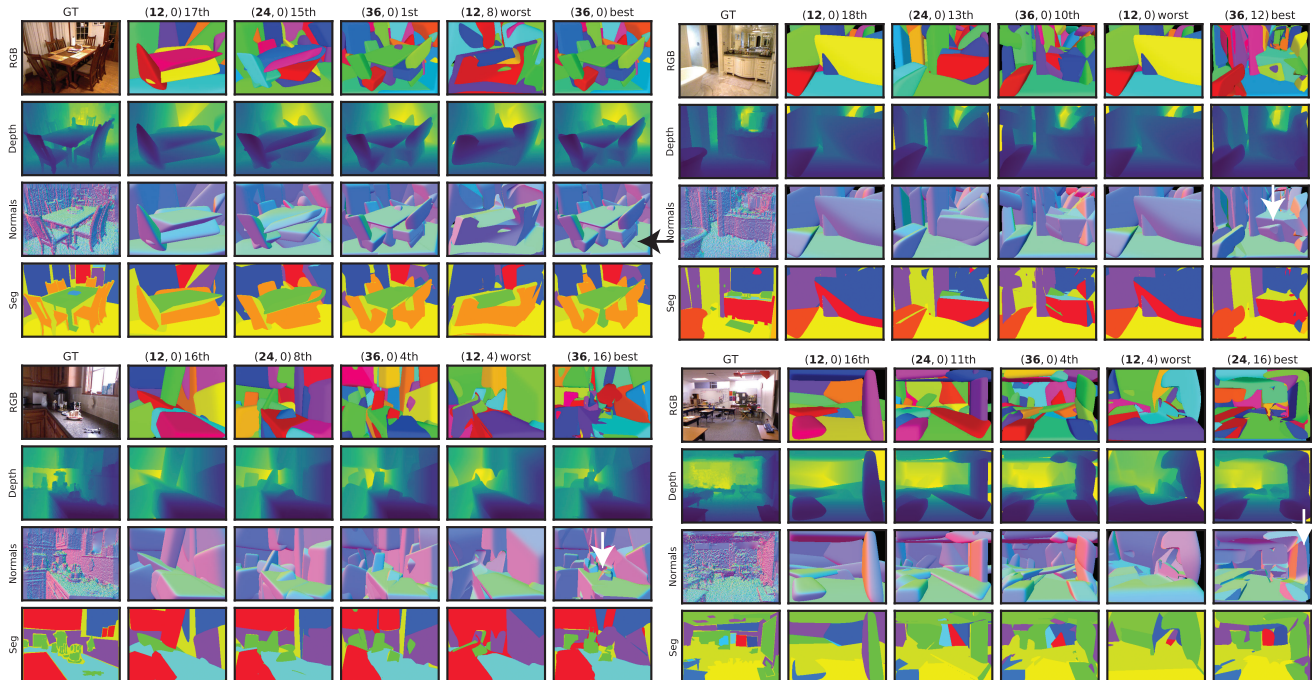 GT (12, 0) 17th (24, 0) 15th (36, 0) 1st (12, 8) worst (36, 0) best
RGB
Depth
Normals
Seg
GT (12, 0) 18th (24, 0) 13th (36, 0) 10th (12, 0) worst (36, 12) best
RGB
Depth
Normals
Seg
GT (12, 0) 16th (24, 0) 8th (36, 0) 4th (12, 4) worst (36, 16) best
RGB
Depth
Normals
Seg
GT (12, 0) 16th (24, 0) 11th (36, 0) 4th (12, 4) worst (24, 16) best
RGB
Depth
Normals
Seg